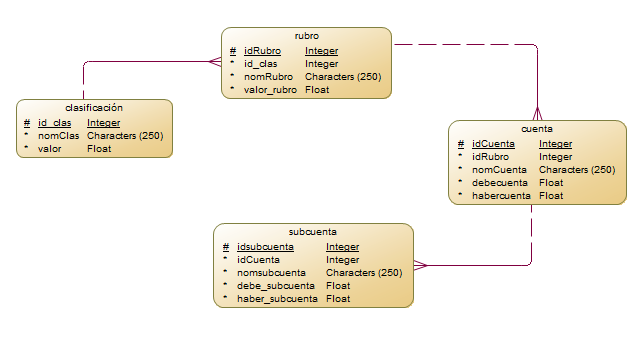 rubro
# idRubro Integer
* id_clas Integer
* nomRubro Characters (250)
* valor_rubro Float
clasificación
# id_clas Integer
* nomClas Characters (250)
* valor Float
cuenta
# idCuenta Integer
* idRubro Integer
* nomCuenta Characters (250)
* debecuenta Float
* habercuenta Float
subcuenta
# idsubcuenta Integer
* idCuenta Integer
* nomsubcuenta Characters (250)
* debe_subcuenta Float
* haber_subcuenta Float